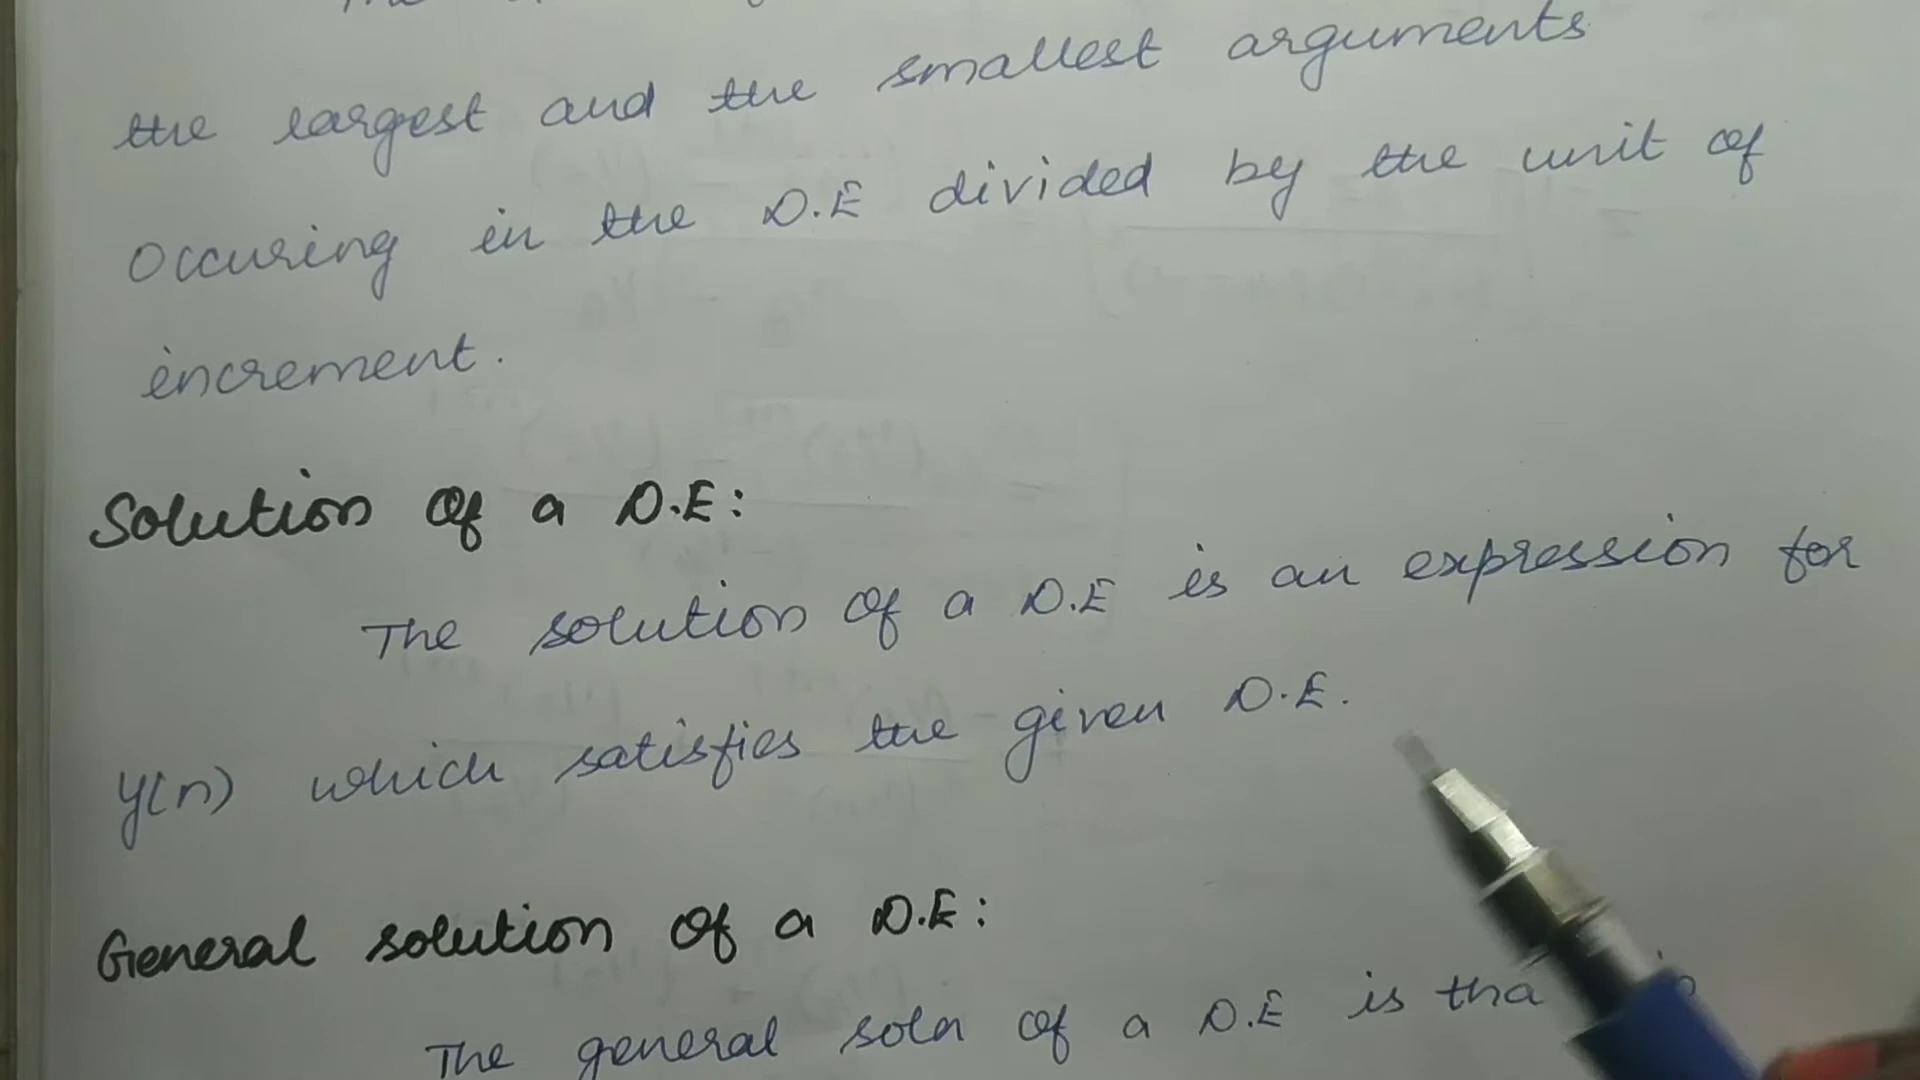 the largest and the smallest arguments
Occuring in the D.E divided by the unit of
increment.
Solution of a D.E:
The solution of a D.E is an expression for
y(n) which satisfies the given D.E.
General solution of a D.E:
The general soln of a D.E is tha